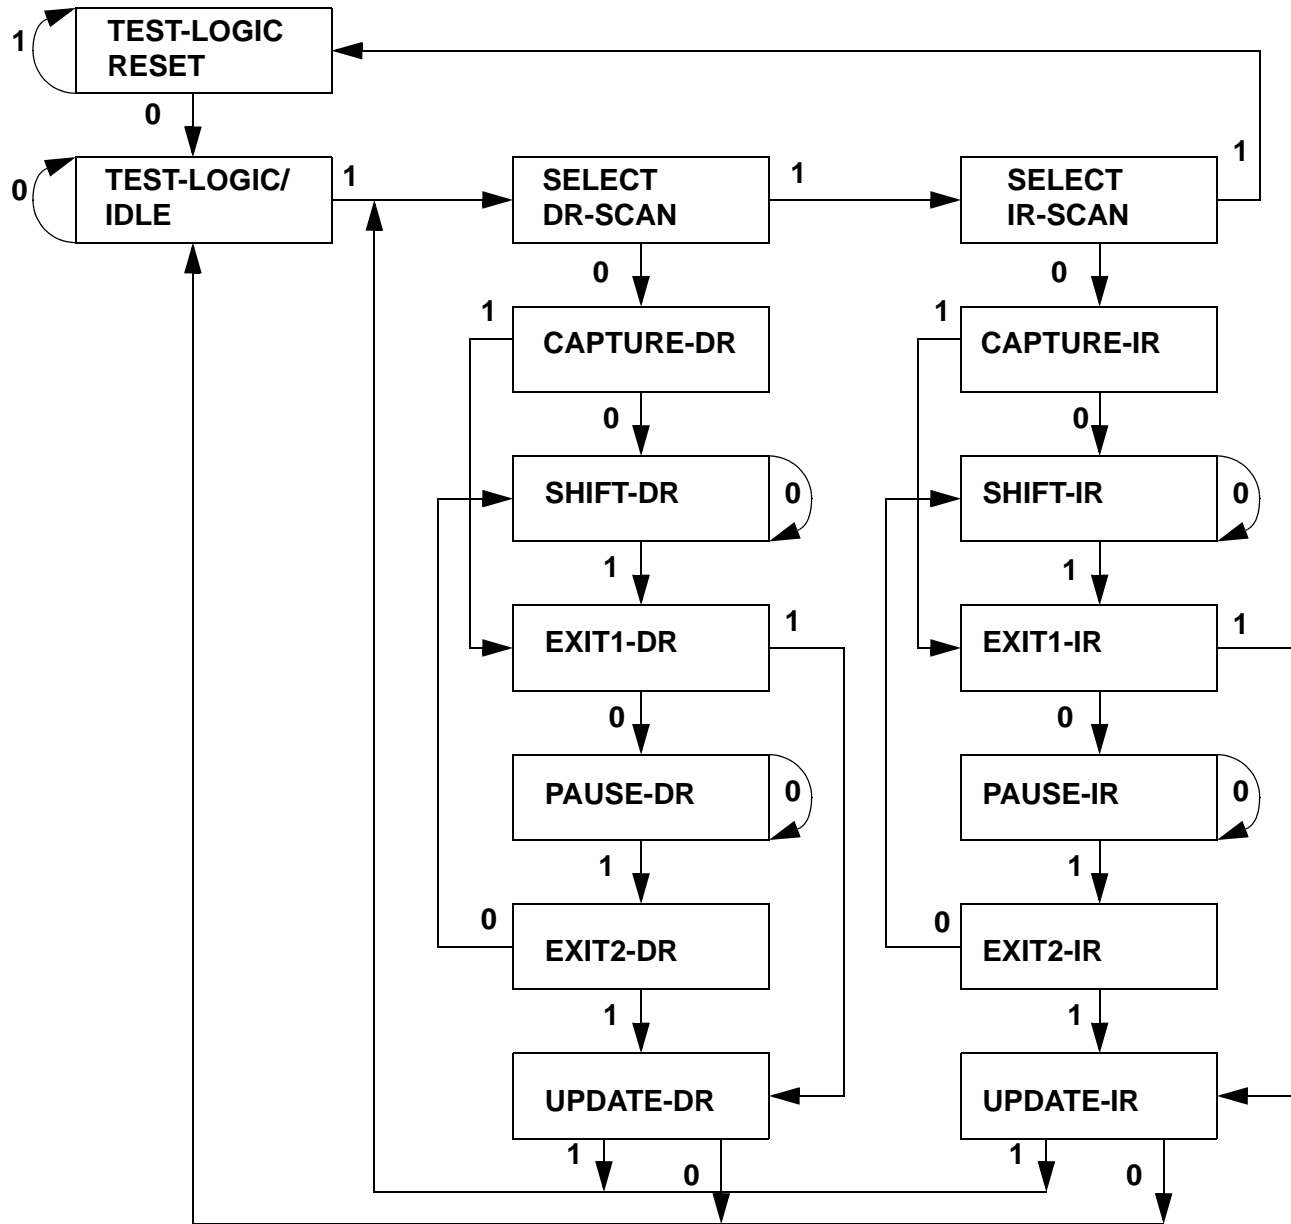 1
TEST-LOGIC
RESET
0
0
TEST-LOGIC/
IDLE
1
SELECT
DR-SCAN
1
SELECT
IR-SCAN
1
0
0
1
CAPTURE-DR
1
CAPTURE-IR
0
0
SHIFT-DR
0
SHIFT-IR
0
1
1
EXIT1-DR
1
EXIT1-IR
1
0
0
PAUSE-DR
0
PAUSE-IR
0
1
1
0
EXIT2-DR
0
EXIT2-IR
1
1
UPDATE-DR
UPDATE-IR
1
0
1
0